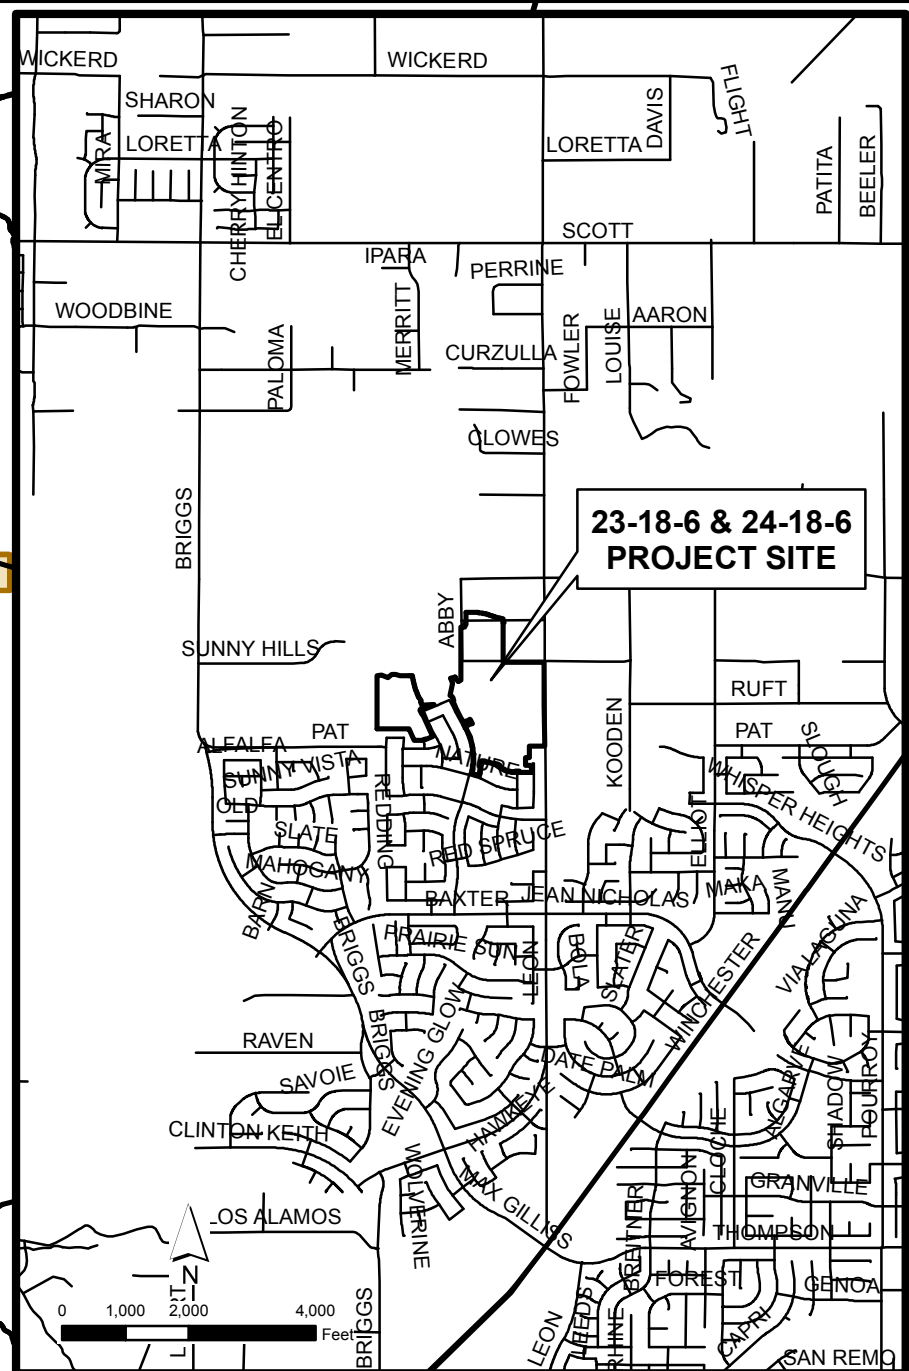 WICKERD
WICKERD
SHARON
FLIGHT
DAVIS
MIRA
LORETTA
CHERRY HINTON
EL CENTRO
LORETTA
PATITA
BEELER
SCOTT
IPARA
PERRINE
WOODBINE
MERRITT
FOWLER
LOUISE
AARON
PALOMA
CURZULLA
CLOWES
BRIGGS
23-18-6 & 24-18-6
PROJECT SITE
ABBY
SUNNY HILLS
RUFT
KOODEN
PAT
PAT
SLOUGH
ALFALFA
NATURE
SUNNY VISTA
WHISPER HEIGHTS
OLD
REDDING
SLATE
RED SPRUCE
ELLIOT
MAHOGANY
BARN
BAXTER
JEAN NICHOLAS
MAKA
MANU
VIA LAGUNA
BRIGGS
PRAIRIE SUN
LEON
BOLA
SLATER
WINCHESTER
BRIGGS
EVENING GLOW
RAVEN
DATE PALM
SAVOIE
HAWKEYE
ALGARVE
SHADOW
POURROY
CLINTON KEITH
WOLVERINE
MAX GILLISS
CLOCHE
AVIGNON
BREITNER
GRANVILLE
LOS ALAMOS
THOMPSON
N
FOREST
GENOA
0 1,000 2,000 4,000
Feet
BRIGGS
LEON
LEEDS
RHINE
CAPRI
SAN REMO